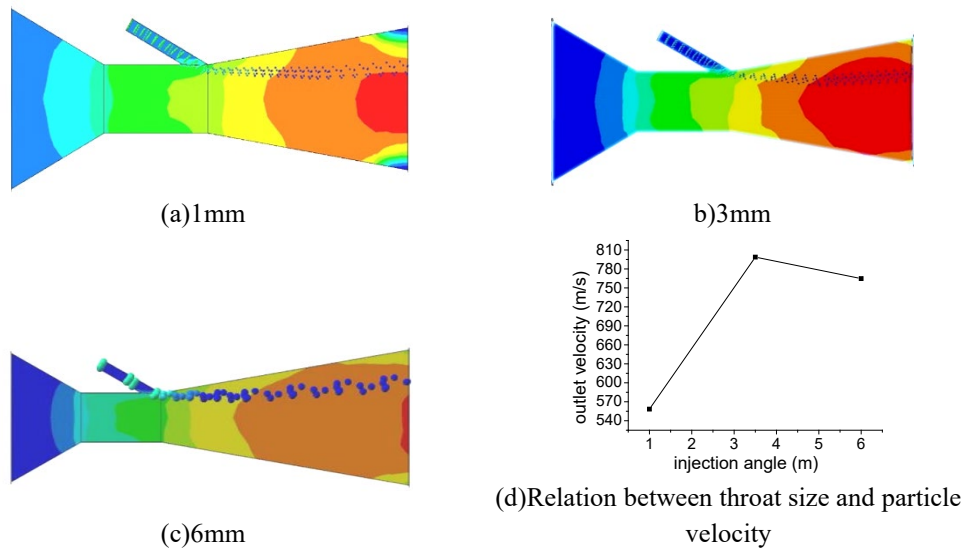 (a)1mm
b)3mm
(c)6mm
outlet velocity (m/s)
810
780
750
720
690
660
630
600
570
540
1 2 3 4 5 6
injection angle (m)
(d)Relation between throat size and particle
velocity